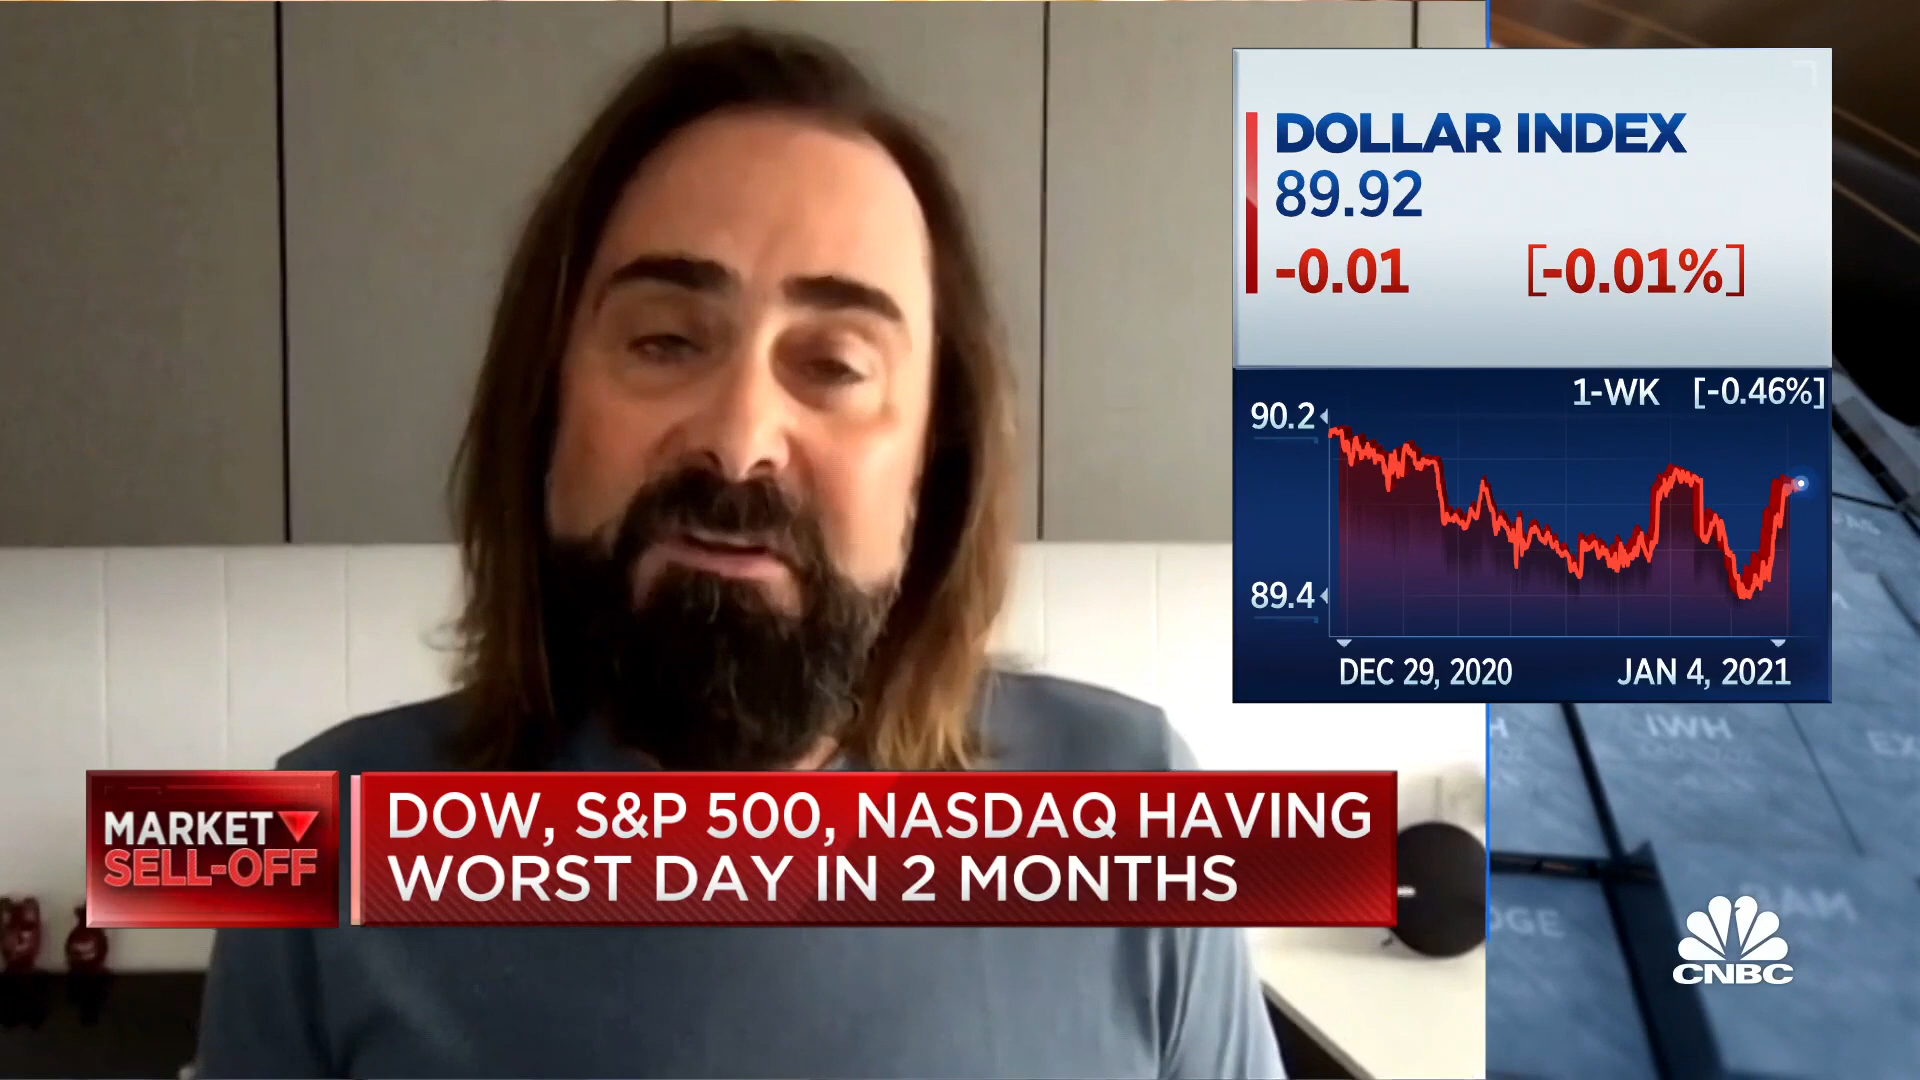 DOLLAR INDEX
89.92
-0.01 [-0.01%]
1-WK [-0.46%]
90.2
89.4
DEC 29, 2020 JAN 4, 2021
MARKET
SELL-OFF
DOW, S&P 500, NASDAQ HAVING
WORST DAY IN 2 MONTHS
IWH
CNBC